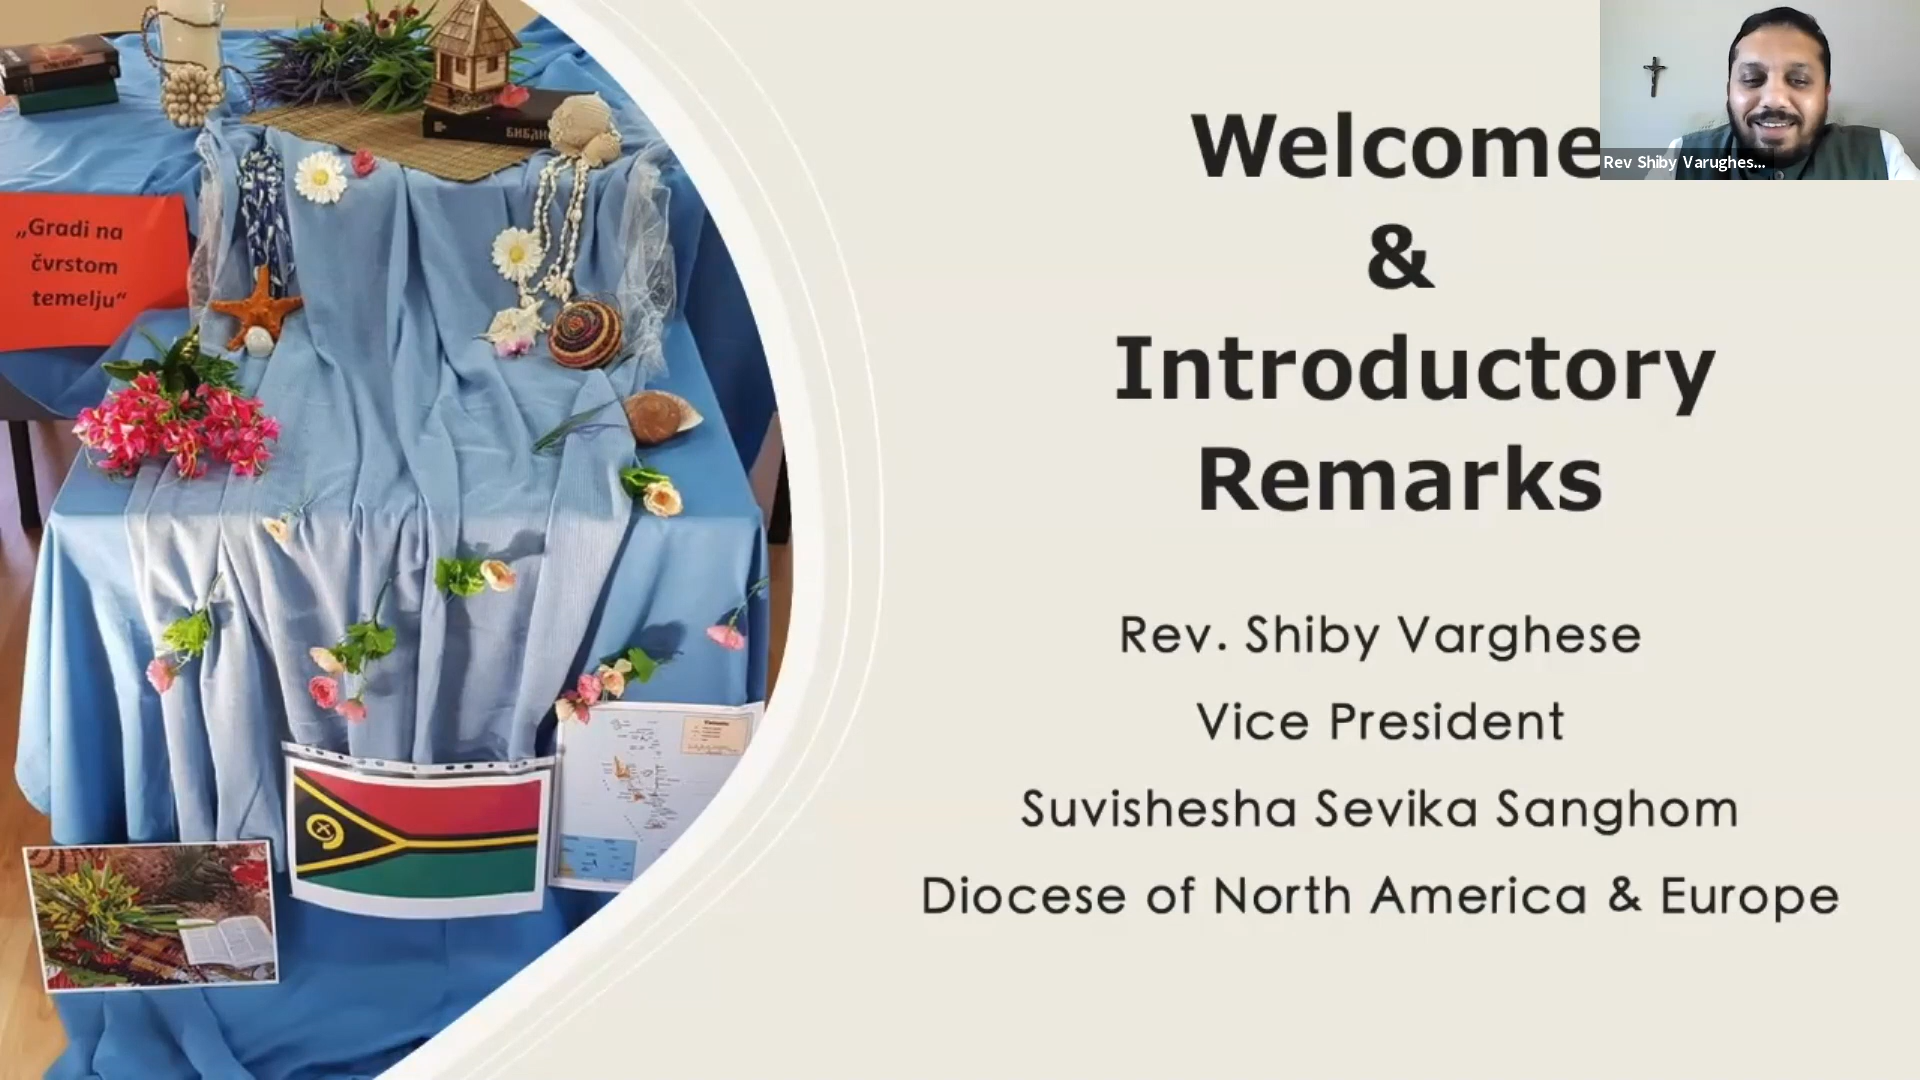 Welcome
&
Introductory
Remarks
Rev. Shiby Varghese
Vice President
Suvishesha Sevika Sanghom
Diocese of North America & Europe
Rev Shiby Varughes...
„Gradi na
čvrstom
temelju“